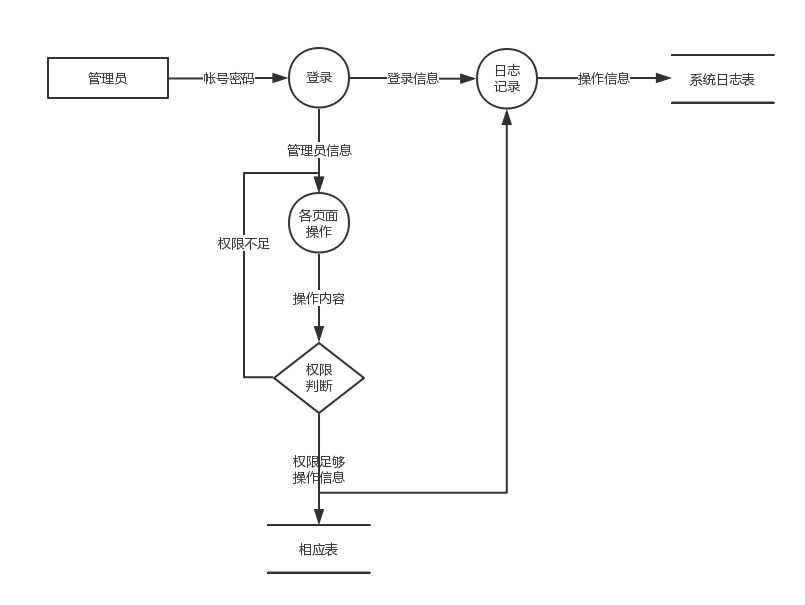 管理员
帐号密码
登录
登录信息
日志
记录
操作信息
系统日志表
管理员信息
各页面
操作
权限不足
操作内容
权限
判断
权限足够
操作信息
相应表